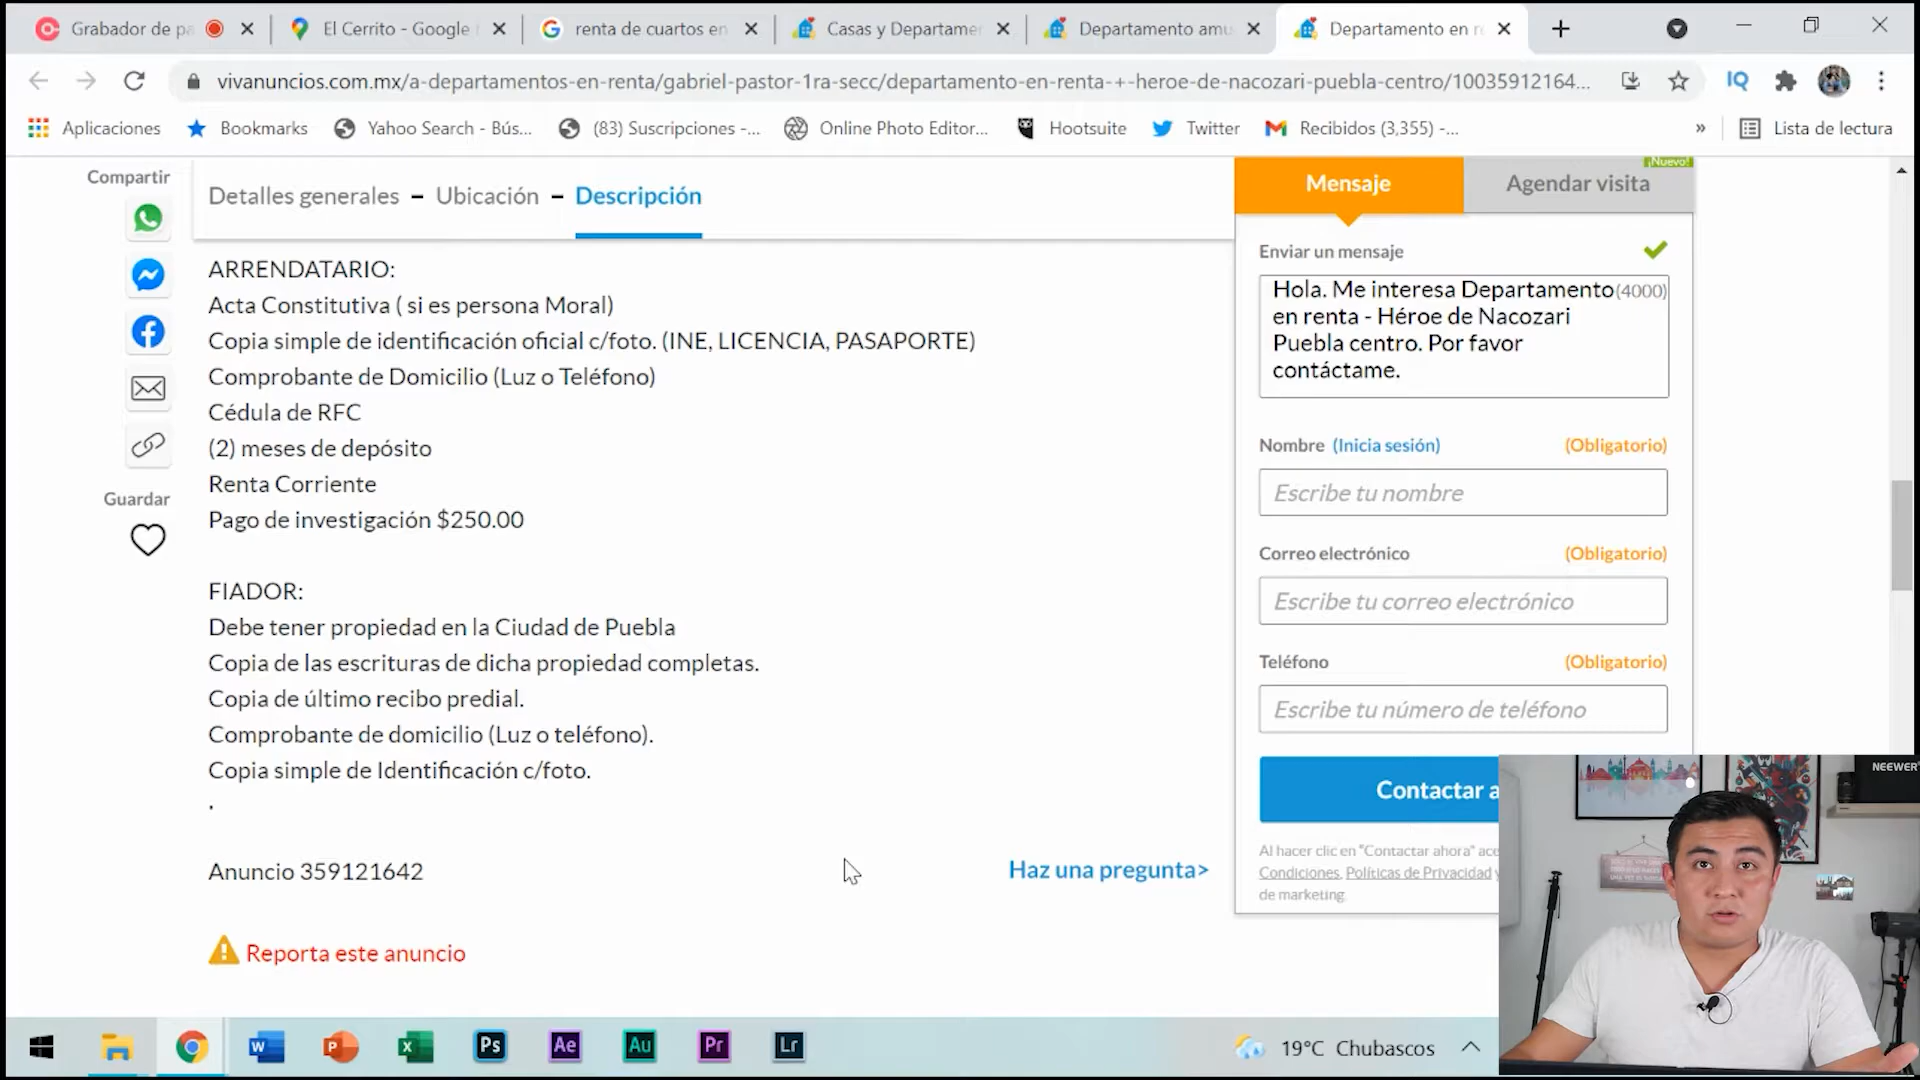 Grabador de pa
El Cerrito - Google
renta de cuartos en
Casas y Departamen
Departamento amu
Departamento en re
vivanuncios.com.mx/a-departamentos-en-renta/gabriel-pastor-1ra-secc/departamento-en-renta-+-heroe-de-nacozari-puebla-centro/10035912164...
IQ
Aplicaciones
Bookmarks
Yahoo Search - Bús...
(83) Suscripciones -...
Online Photo Editor...
Hootsuite
Twitter
Recibidos (3,355) -...
»
Lista de lectura
Compartir
Guardar
Detalles generales – Ubicación – Descripción
ARRENDATARIO:
Acta Constitutiva ( si es persona Moral)
Copia simple de identificación oficial c/foto. (INE, LICENCIA, PASAPORTE)
Comprobante de Domicilio (Luz o Teléfono)
Cédula de RFC
(2) meses de depósito
Renta Corriente
Pago de investigación $250.00
FIADOR:
Debe tener propiedad en la Ciudad de Puebla
Copia de las escrituras de dicha propiedad completas.
Copia de último recibo predial.
Comprobante de domicilio (Luz o teléfono).
Copia simple de Identificación c/foto.
.
Anuncio 359121642
Haz una pregunta>
Reporta este anuncio
¡Nuevo!
Mensaje
Agendar visita
Enviar un mensaje
Hola. Me interesa Departamento (4000)
en renta - Héroe de Nacozari
Puebla centro. Por favor
contáctame.
Nombre (Inicia sesión) (Obligatorio)
Escribe tu nombre
Correo electrónico (Obligatorio)
Escribe tu correo electrónico
Teléfono (Obligatorio)
Escribe tu número de teléfono
Contactar a
Al hacer clic en "Contactar ahora" ace
Condiciones, Políticas de Privacidad y
de marketing.
NEEWER
W
P
X
Ps
Ae
Au
Pr
Lr
19°C Chubascos